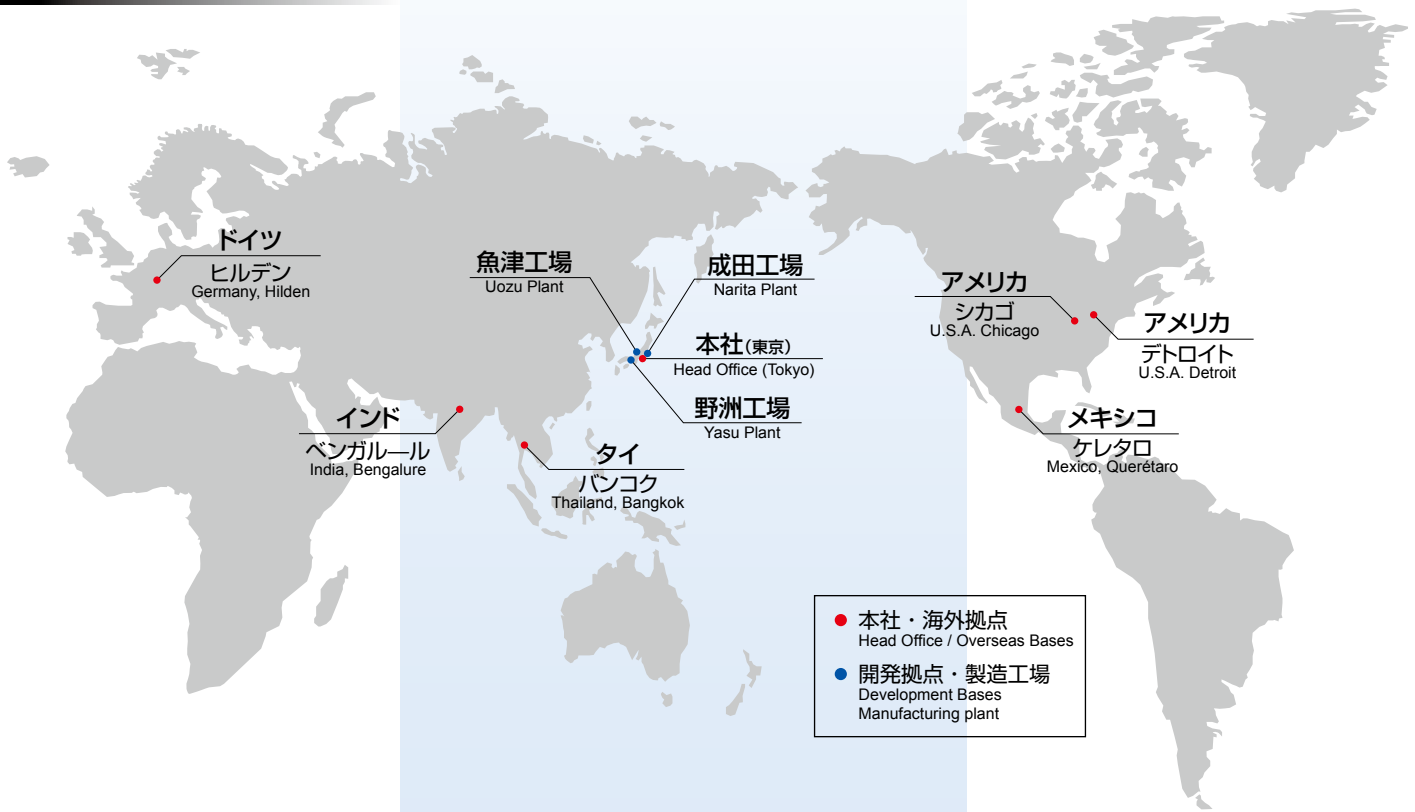 ドイツ
ヒルデン
Germany, Hilden
魚津工場
Uozu Plant
成田工場
Narita Plant
本社(東京)
Head Office (Tokyo)
野洲工場
Yasu Plant
インド
ベンガルール
India, Bengalure
タイ
バンコク
Thailand, Bangkok
アメリカ
シカゴ
U.S.A. Chicago
アメリカ
デトロイト
U.S.A. Detroit
メキシコ
ケレタロ
Mexico, Querétaro
本社・海外拠点
Head Office / Overseas Bases
開発拠点・製造工場
Development Bases
Manufacturing plant